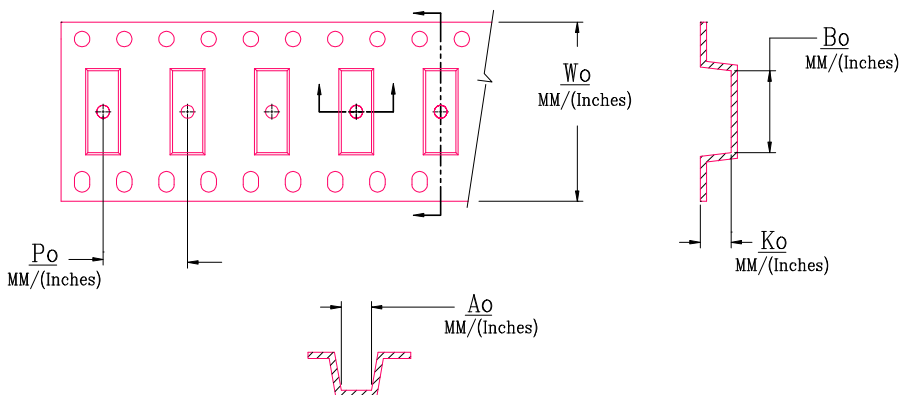 Wo
MM/(Inches)
Bo
MM/(Inches)
Po
MM/(Inches)
Ko
MM/(Inches)
Ao
MM/(Inches)